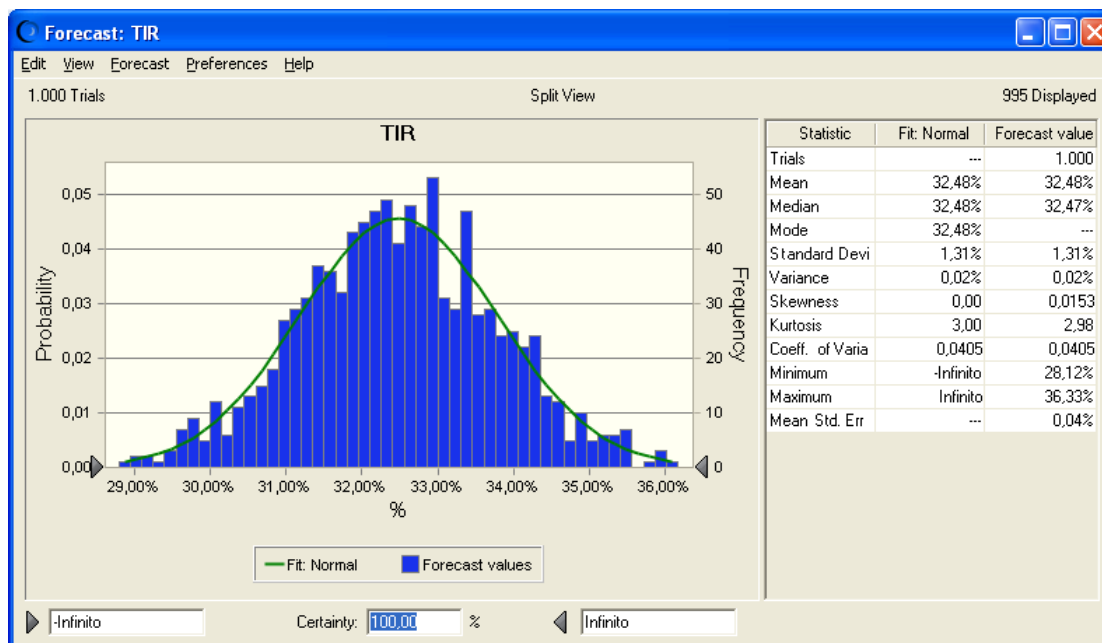 Forecast: TIR
Edit View Forecast Preferences Help
1.000 Trials Split View 995 Displayed
TIR
Probability
0,05
0,04
0,03
0,02
0,01
0,00
50
40
30
20
10
0
Frequency
29,00% 30,00% 31,00% 32,00% 33,00% 34,00% 35,00% 36,00%
%
Fit: Normal Forecast values
Statistic Fit: Normal Forecast value
Trials --- 1.000
Mean 32,48% 32,48%
Median 32,48% 32,47%
Mode 32,48% ---
Standard Devi 1,31% 1,31%
Variance 0,02% 0,02%
Skewness 0,00 0,0153
Kurtosis 3,00 2,98
Coeff. of Varia 0,0405 0,0405
Minimum -Infinito 28,12%
Maximum Infinito 36,33%
Mean Std. Err --- 0,04%
-Infinito Certainty: 100,00 % Infinito